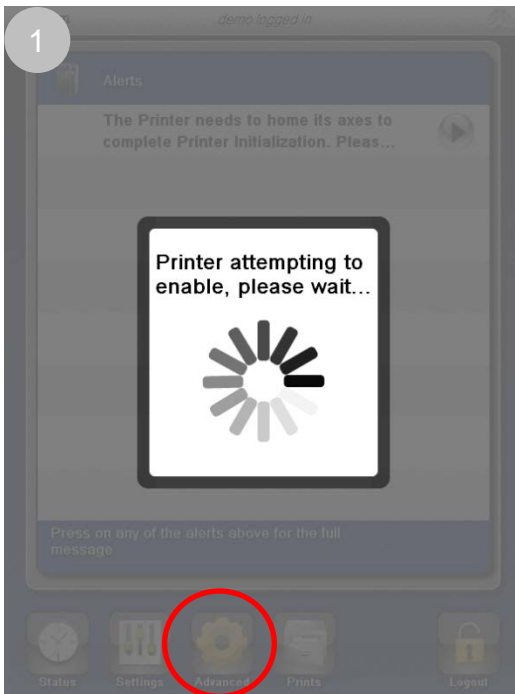 1
demo logged in
Alerts
The Printer needs to home its axes to
complete Printer Initialization. Pleas...
Printer attempting to
enable, please wait...
Press on any of the alerts above for the full
message
Status Settings Advanced Prints Logout